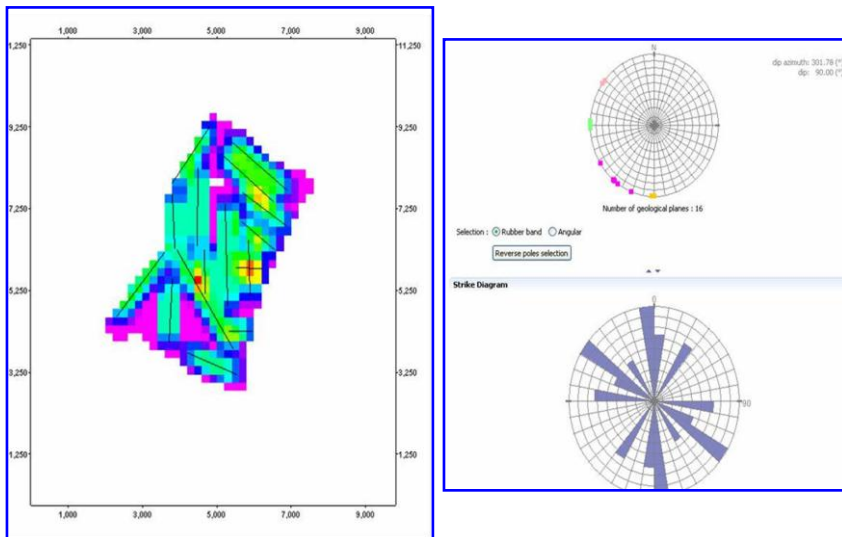 1,000 3,000 5,000 7,000 9,000
1,250 11,250
9,250 9,250
7,250 7,250
5,250 5,250
3,250 3,250
1,250 1,250
1,000 3,000 5,000 7,000 9,000
N
dip azimuth: 301.78 (°)
dip: 90.00 (°)
Number of geological planes : 16
Selection : Rubber band Angular
Reverse poles selection
Strike Diagram
0
90